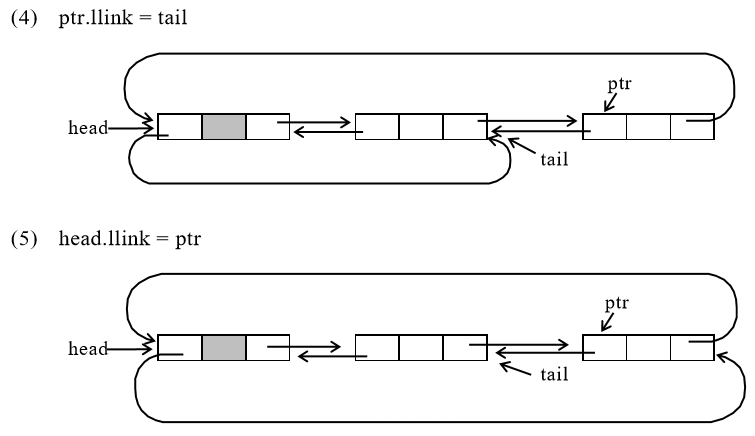 (4) ptr.llink = tail
ptr
head
tail
(5) head.llink = ptr
ptr
head
tail